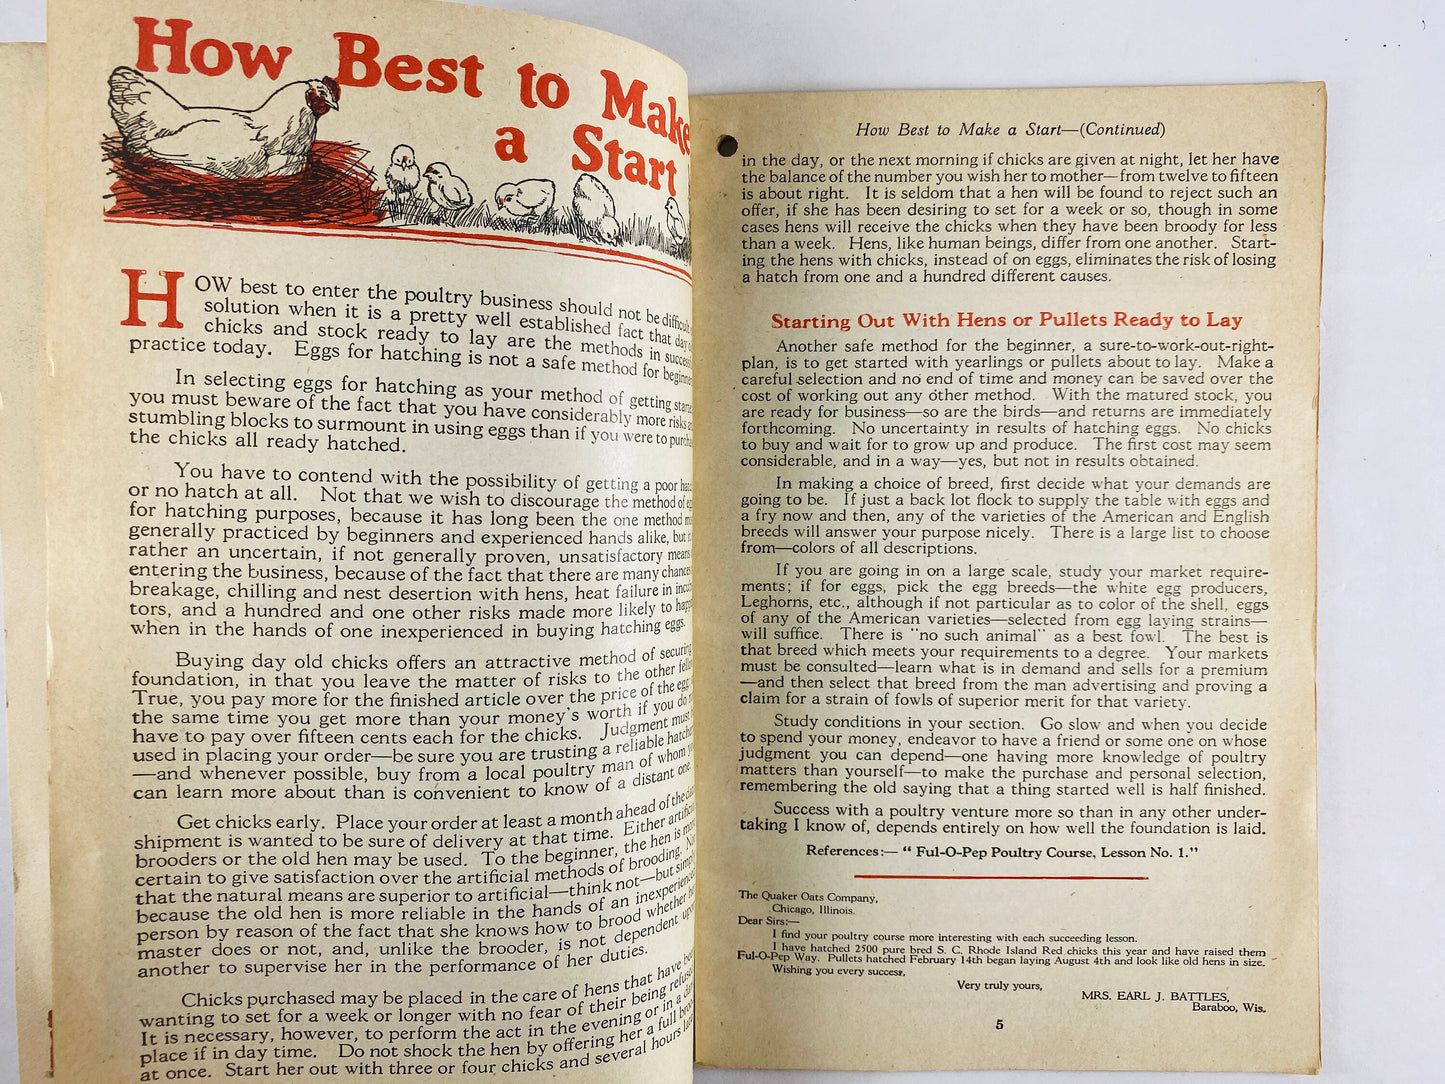 How Best to Make
a Start
HOW best to enter the poultry business should not be difficult
solution when it is a pretty well established fact that day
chicks and stock ready to lay are the methods in
practice today. Eggs for hatching is not a safe method for
In selecting eggs for hatching as your method of getting
you must beware of the fact that you have considerably more risks
stumbling blocks to surmount in using eggs than if you were to
the chicks all ready hatched.
You have to contend with the possibility of getting a poor
or no hatch at all. Not that we wish to discourage the method of
for hatching purposes, because it has long been the one method
generally practiced by beginners and experienced hands alike, but
rather an uncertain, if not generally proven, unsatisfactory means
entering the business, because of the fact that there are many chances
breakage, chilling and nest desertion with hens, heat failure in
tors, and a hundred and one other risks made more likely to
when in the hands of one inexperienced in buying hatching eggs.
Buying day old chicks offers an attractive method of securing
foundation, in that you leave the matter of risks to the other
True, you pay more for the finished article over the price of the egg,
the same time you get more than your money's worth if you do
have to pay over fifteen cents each for the chicks. Judgment must
used in placing your order—be sure you are trusting a reliable
—and whenever possible, buy from a local poultry man of whom
can learn more about than is convenient to know of a distant one.
Get chicks early. Place your order at least a month ahead of the
shipment is wanted to be sure of delivery at that time. Either
brooders or the old hen may be used. To the beginner, the hen is more
certain to give satisfaction over the artificial methods of brooding.
that the natural means are superior to artificial—think not—but
because the old hen is more reliable in the hands of an
person by reason of the fact that she knows how to brood whether
master does or not, and, unlike the brooder, is not dependent upon
another to supervise her in the performance of her duties.
Chicks purchased may be placed in the care of hens that have
wanting to set for a week or longer with no fear of their being
It is necessary, however, to perform the act in the evening or in a
place if in day time. Do not shock the hen by offering her a full
at once. Start her out with three or four chicks and several hours
How Best to Make a Start—(Continued)
in the day, or the next morning if chicks are given at night, let her have
the balance of the number you wish her to mother—from twelve to fifteen
is about right. It is seldom that a hen will be found to reject such an
offer, if she has been desiring to set for a week or so, though in some
cases hens will receive the chicks when they have been broody for less
than a week. Hens, like human beings, differ from one another. Start-
ing the hens with chicks, instead of on eggs, eliminates the risk of losing
a hatch from one and a hundred different causes.
Starting Out With Hens or Pullets Ready to Lay
Another safe method for the beginner, a sure-to-work-out-right-
plan, is to get started with yearlings or pullets about to lay. Make a
careful selection and no end of time and money can be saved over the
cost of working out any other method. With the matured stock, you
are ready for business—so are the birds—and returns are immediately
forthcoming. No uncertainty in results of hatching eggs. No chicks
to buy and wait for to grow up and produce. The first cost may seem
considerable, and in a way—yes, but not in results obtained.
In making a choice of breed, first decide what your demands are
going to be. If just a back lot flock to supply the table with eggs and
a fry now and then, any of the varieties of the American and English
breeds will answer your purpose nicely. There is a large list to choose
from—colors of all descriptions.
If you are going in on a large scale, study your market require-
ments; if for eggs, pick the egg breeds—the white egg producers,
Leghorns, etc., although if not particular as to color of the shell, eggs
of any of the American varieties—selected from egg laying strains—
will suffice. There is "no such animal" as a best fowl. The best is
that breed which meets your requirements to a degree. Your markets
must be consulted—learn what is in demand and sells for a premium
—and then select that breed from the man advertising and proving a
claim for a strain of fowls of superior merit for that variety.
Study conditions in your section. Go slow and when you decide
to spend your money, endeavor to have a friend or some one on whose
judgment you can depend—one having more knowledge of poultry
matters than yourself—to make the purchase and personal selection,
remembering the old saying that a thing started well is half finished.
Success with a poultry venture more so than in any other under-
taking I know of, depends entirely on how well the foundation is laid.
References:— "Ful-O-Pep Poultry Course, Lesson No. 1."
The Quaker Oats Company,
Chicago, Illinois.
Dear Sirs:—
I find your poultry course more interesting with each succeeding lesson.
I have hatched 2500 pure bred S. C. Rhode Island Red chicks this year and have raised them
Ful-O-Pep Way. Pullets hatched February 14th began laying August 4th and look like old hens in size.
Wishing you every success,
Very truly yours,
MRS. EARL J. BATTLES,
Baraboo, Wis.
5